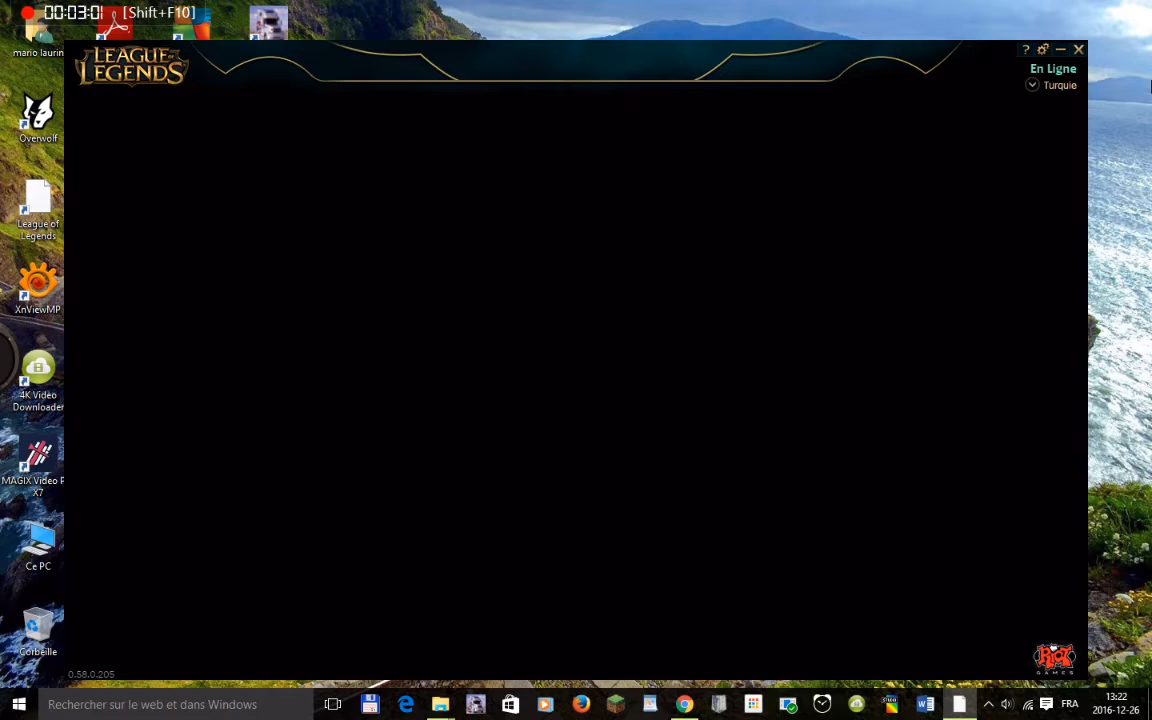 00:03:01 [Shift+F10]
mario laurin
LEAGUE OF
LEGENDS
En Ligne
Turquie
Overwolf
League of
Legends
XnViewMP
4K Video
Downloader
MAGIX Video P
X7
Ce PC
Corbeille
0.58.0.205
RIOT
GAMES
Rechercher sur le web et dans Windows
FRA
13:22
2016-12-26